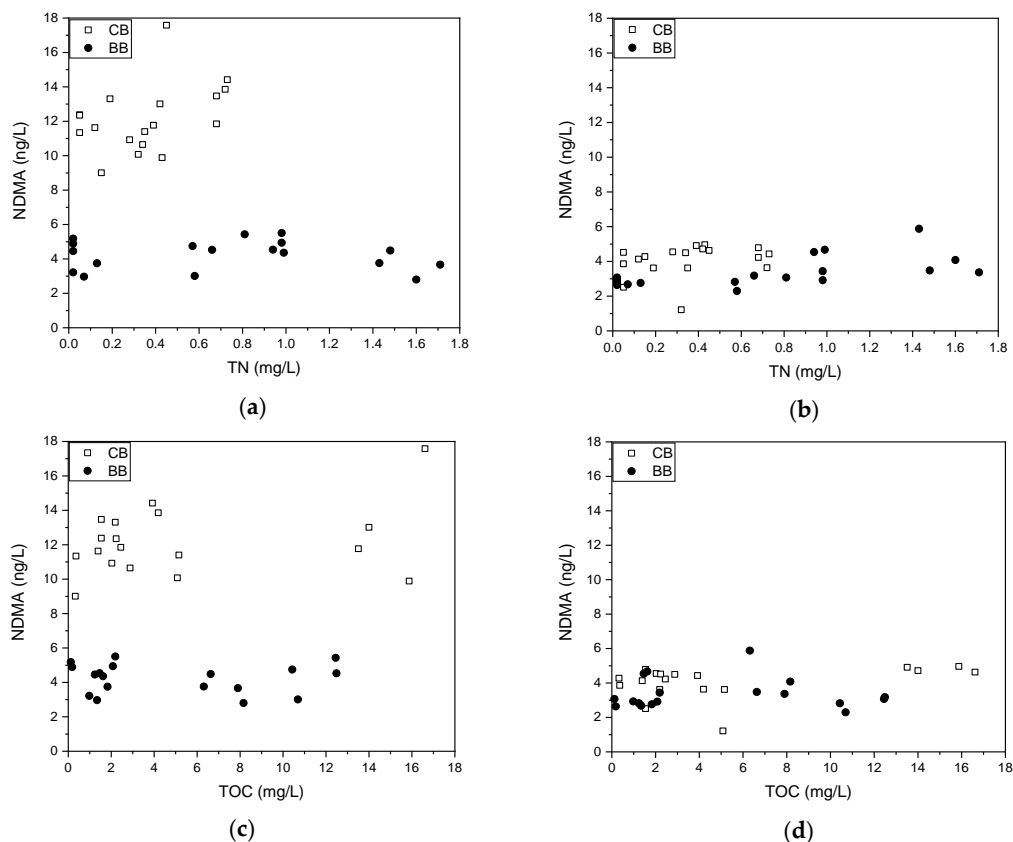 CB
BB
18
16
14
12
10
8
6
4
2
0
NDMA (ng/L)
0.0 0.2 0.4 0.6 0.8 1.0 1.2 1.4 1.6 1.8
TN (mg/L)
(a)
CB
BB
18
16
14
12
10
8
6
4
2
0
NDMA (ng/L)
0.0 0.2 0.4 0.6 0.8 1.0 1.2 1.4 1.6 1.8
TN (mg/L)
(b)
CB
BB
18
16
14
12
10
8
6
4
2
0
NDMA (ng/L)
0 2 4 6 8 10 12 14 16 18
TOC (mg/L)
(c)
CB
BB
18
16
14
12
10
8
6
4
2
0
NDMA (ng/L)
0 2 4 6 8 10 12 14 16 18
TOC (mg/L)
(d)